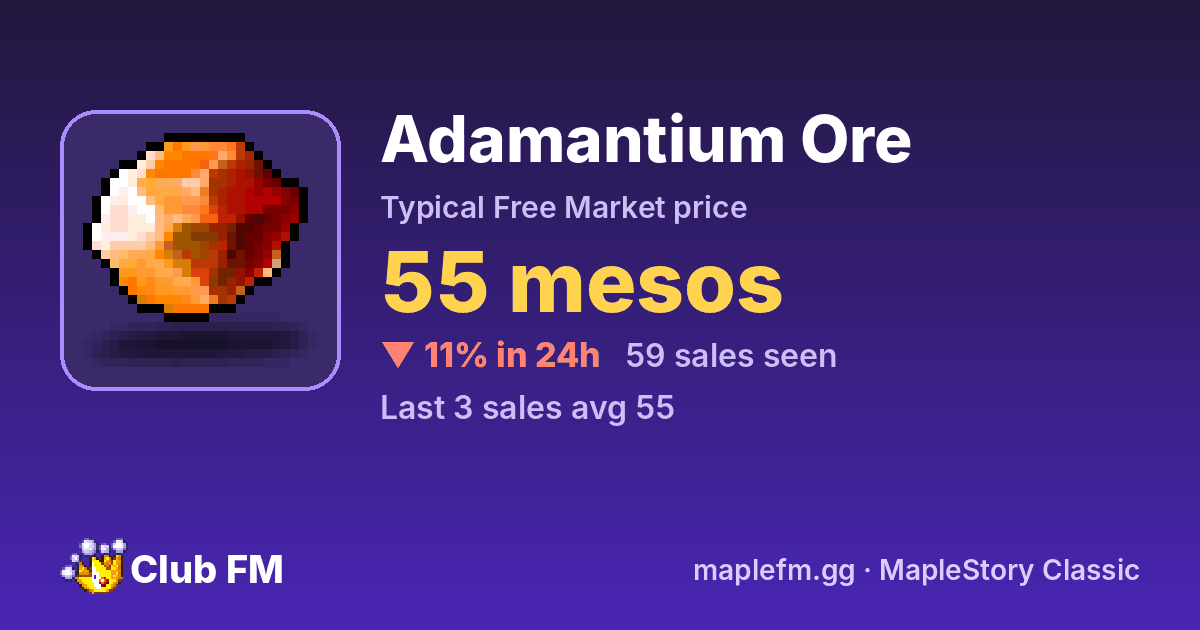 Adamantium Ore
Typical Free Market price
55 mesos
▼ 11% in 24h 59 sales seen
Last 3 sales avg 55
Club FM
maplefm.gg · MapleStory Classic